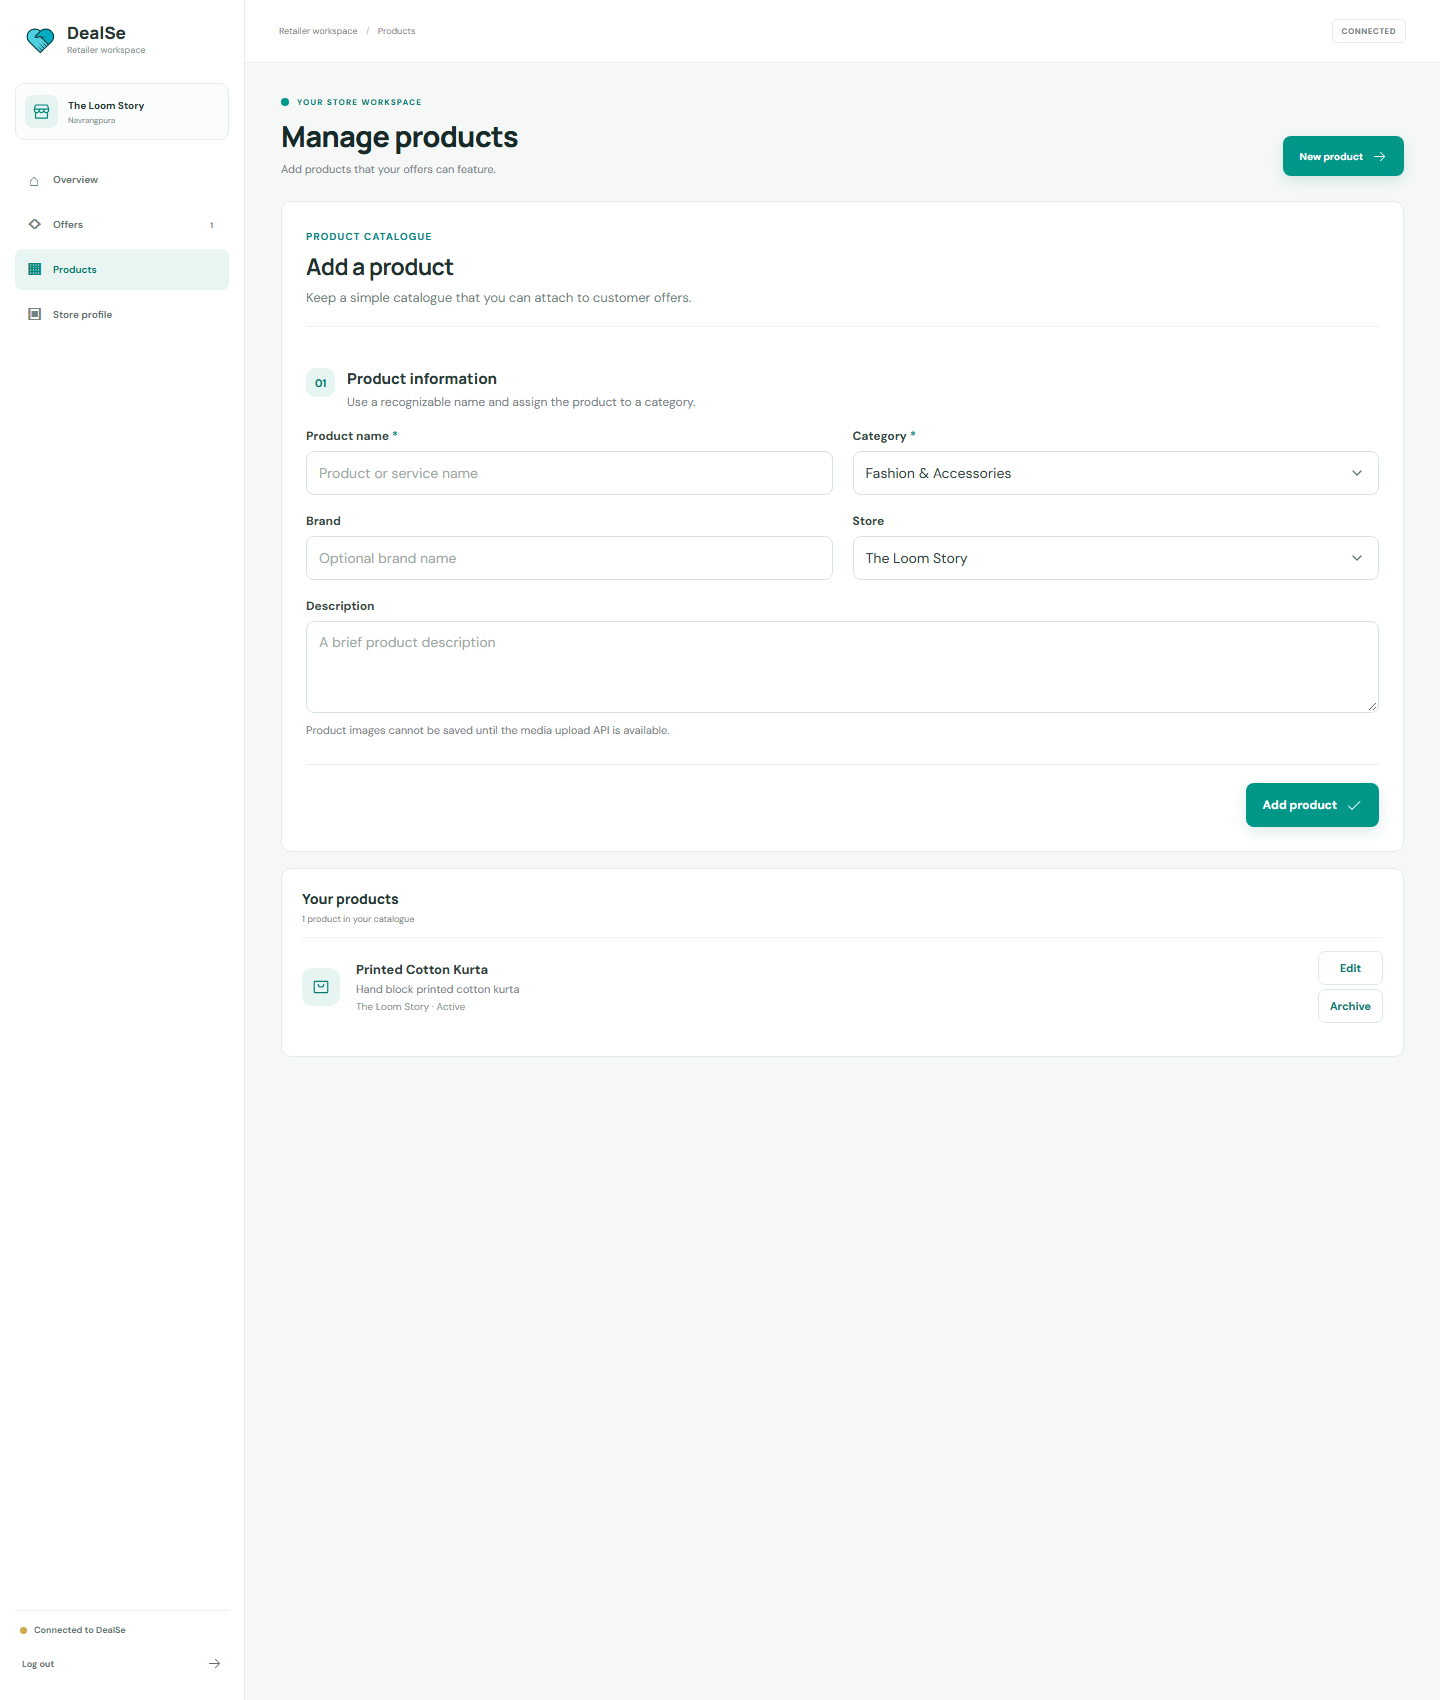 DealSe
Retailer workspace
The Loom Story
Navrangpura
Overview
Offers 1
Products
Store profile
Connected to DealSe
Log out
Retailer workspace / Products
CONNECTED
YOUR STORE WORKSPACE
Manage products
Add products that your offers can feature.
New product
PRODUCT CATALOGUE
Add a product
Keep a simple catalogue that you can attach to customer offers.
01 Product information
Use a recognizable name and assign the product to a category.
Product name * Category *
Product or service name Fashion & Accessories
Brand Store
Optional brand name The Loom Story
Description
A brief product description
Product images cannot be saved until the media upload API is available.
Add product
Your products
1 product in your catalogue
Printed Cotton Kurta
Hand block printed cotton kurta
The Loom Story · Active
Edit
Archive